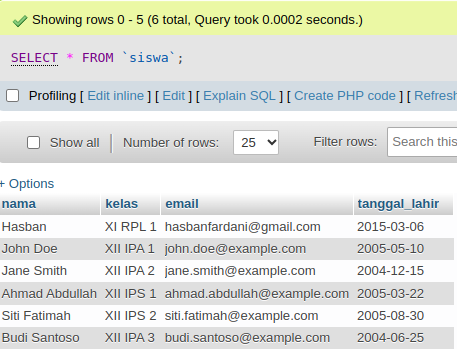 Showing rows 0 - 5 (6 total, Query took 0.0002 seconds.)
SELECT * FROM `siswa`;
Profiling [ Edit inline ] [ Edit ] [ Explain SQL ] [ Create PHP code ] [ Refresh
Show all | Number of rows: 25 Filter rows: Search this
+ Options
nama kelas email tanggal_lahir
Hasban XI RPL 1 hasbanfardani@gmail.com 2015-03-06
John Doe XII IPA 1 john.doe@example.com 2005-05-10
Jane Smith XII IPA 2 jane.smith@example.com 2004-12-15
Ahmad Abdullah XII IPS 1 ahmad.abdullah@example.com 2005-03-22
Siti Fatimah XII IPS 2 siti.fatimah@example.com 2005-08-30
Budi Santoso XII IPA 3 budi.santoso@example.com 2004-06-25